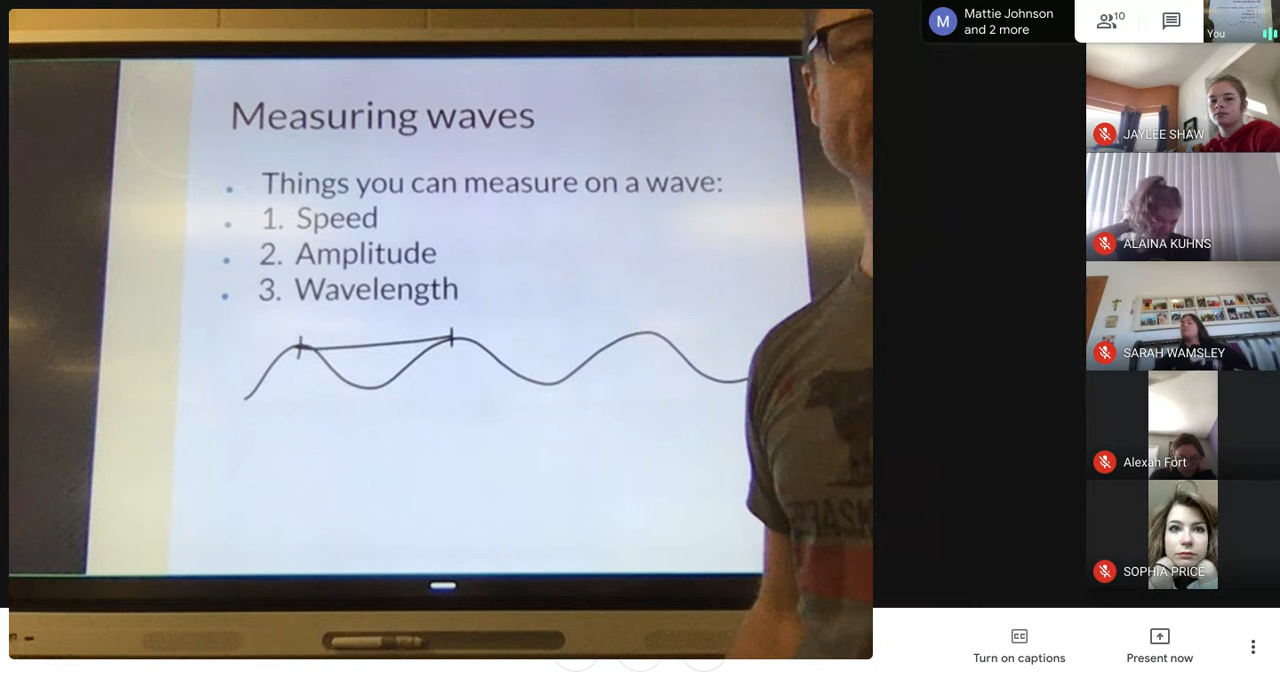 Measuring waves
• Things you can measure on a wave:
• 1. Speed
• 2. Amplitude
• 3. Wavelength
M
Mattie Johnson
and 2 more
10
You
JAYLEE SHAW
ALAINA KUHNS
SARAH WAMSLEY
Alexah Fort
SOPHIA PRICE
CC
Turn on captions
Present now